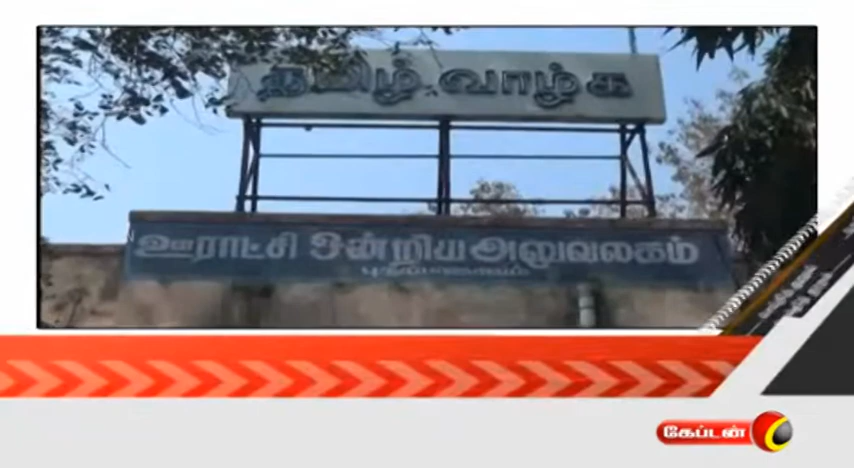 தமிழ் வாழ்க
ஊராட்சி ஒன்றிய அலுவலகம்
கேப்டன்